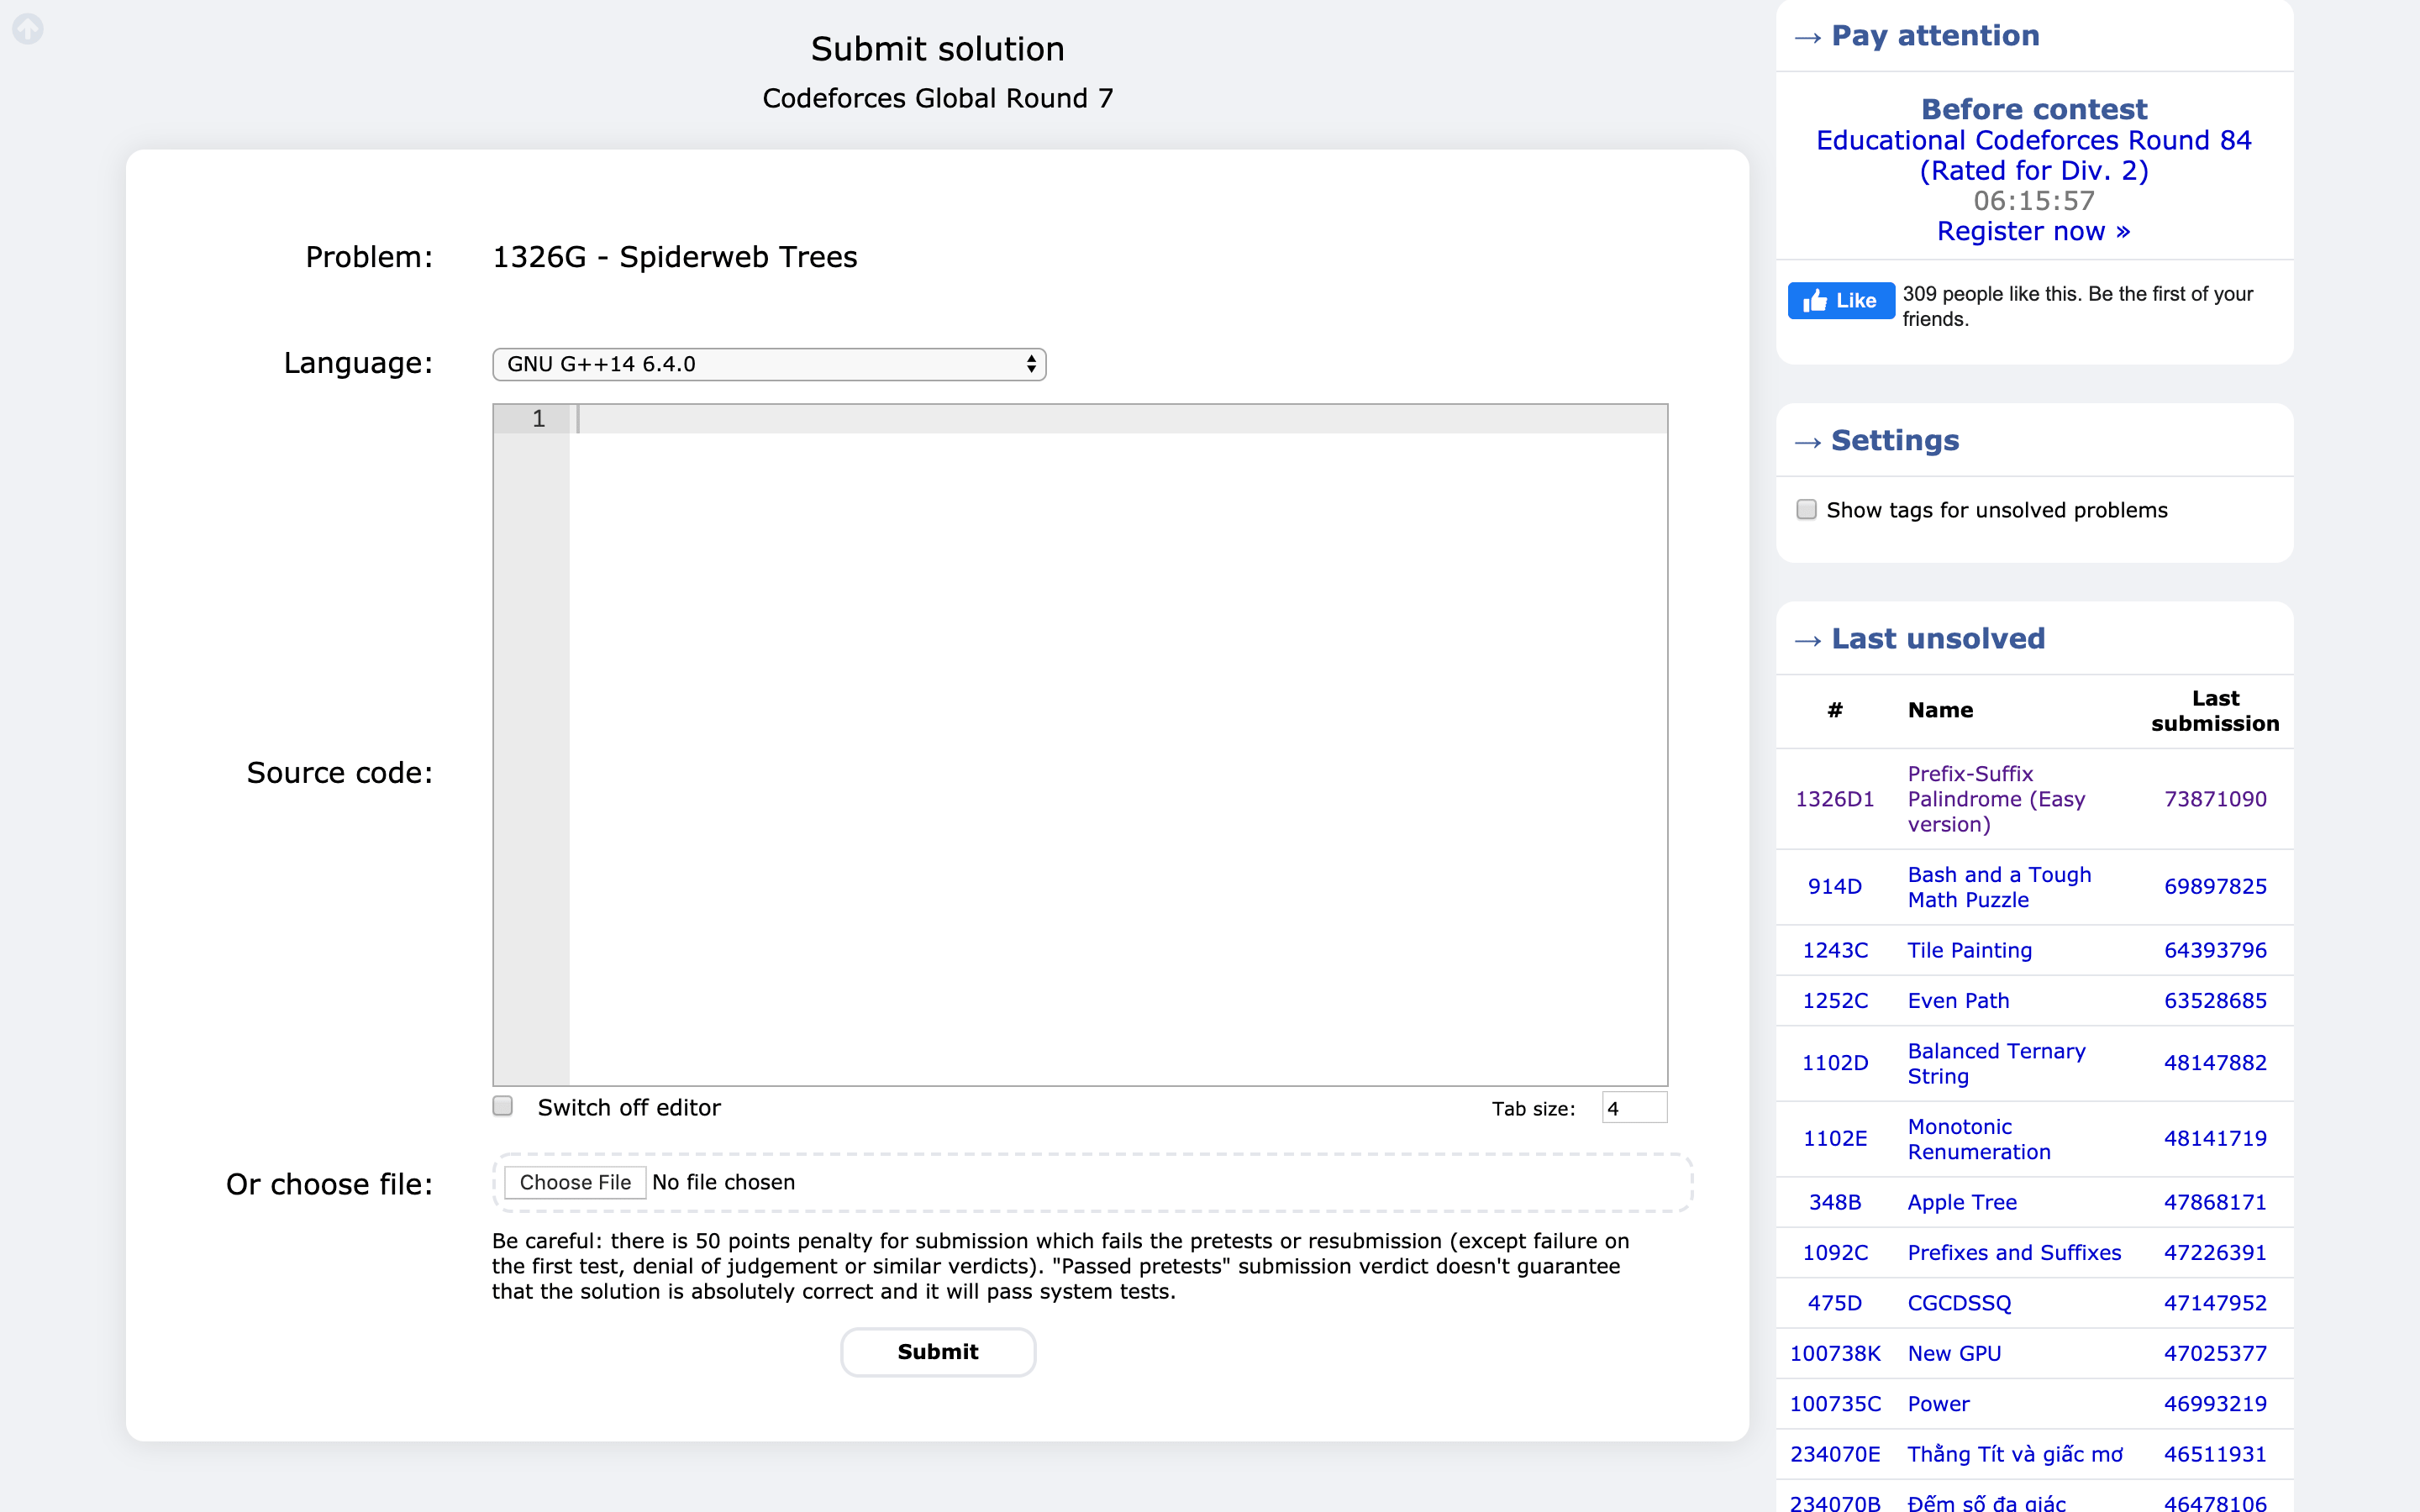 Submit solution
Codeforces Global Round 7
Problem: 1326G - Spiderweb Trees
Language: GNU G++14 6.4.0
1
Source code:
Switch off editor
Tab size: 4
Or choose file: Choose File No file chosen
Be careful: there is 50 points penalty for submission which fails the pretests or resubmission (except failure on
the first test, denial of judgement or similar verdicts). "Passed pretests" submission verdict doesn't guarantee
that the solution is absolutely correct and it will pass system tests.
Submit
→ Pay attention
Before contest
Educational Codeforces Round 84
(Rated for Div. 2)
06:15:57
Register now »
Like 309 people like this. Be the first of your
friends.
→ Settings
Show tags for unsolved problems
→ Last unsolved
# Name Last
submission
1326D1 Prefix-Suffix
Palindrome (Easy
version) 73871090
914D Bash and a Tough
Math Puzzle 69897825
1243C Tile Painting 64393796
1252C Even Path 63528685
1102D Balanced Ternary
String 48147882
1102E Monotonic
Renumeration 48141719
348B Apple Tree 47868171
1092C Prefixes and Suffixes 47226391
475D CGCDSSQ 47147952
100738K New GPU 47025377
100735C Power 46993219
234070E Thằng Tít và giấc mơ 46511931
234070B Đếm số đa giác 46478106